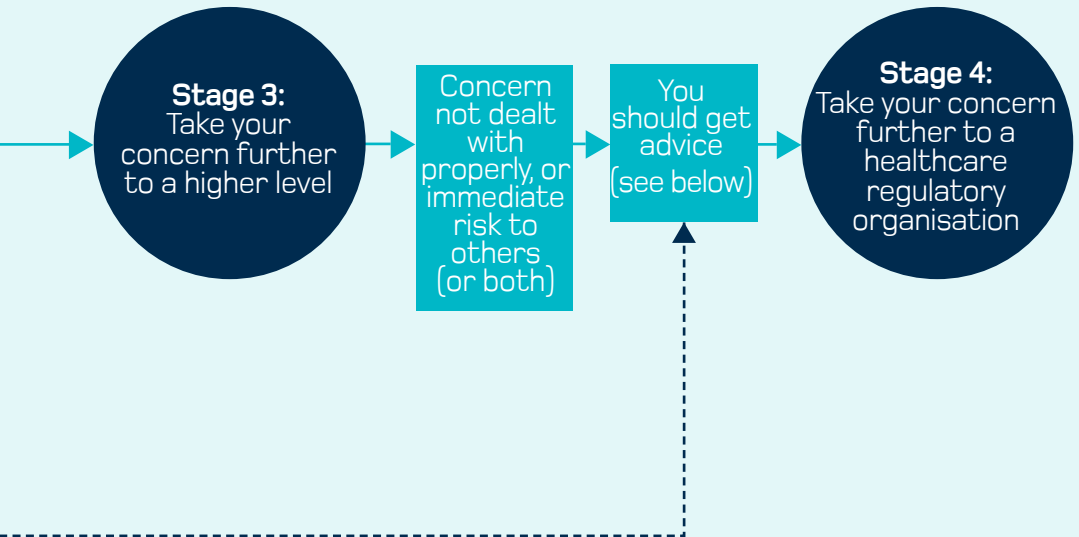 Stage 3:
Take your
concern further
to a higher level
Concern
not dealt
with
properly, or
immediate
risk to
others
(or both)
You
should get
advice
(see below)
Stage 4:
Take your concern
further to a
healthcare
regulatory
organisation